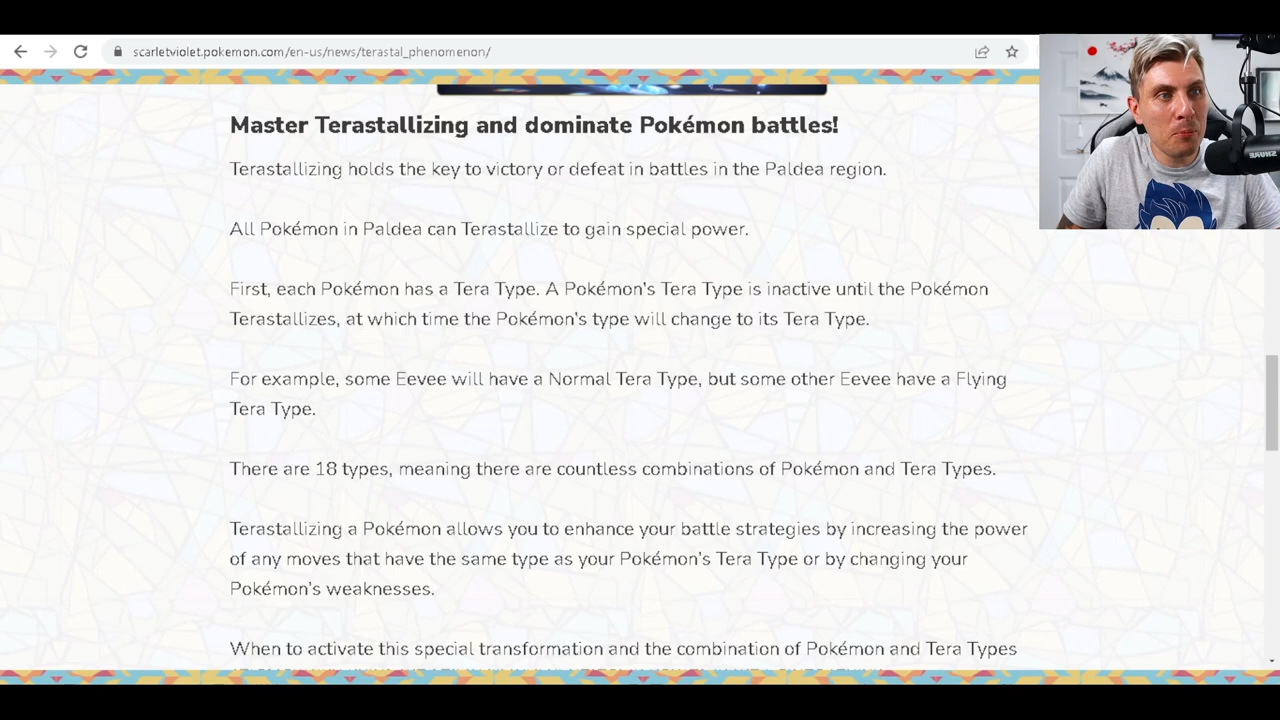 scarletviolet.pokemon.com/en-us/news/terastal_phenomenon/
Master Terastallizing and dominate Pokémon battles!
Terastallizing holds the key to victory or defeat in battles in the Paldea region.
All Pokémon in Paldea can Terastallize to gain special power.
First, each Pokémon has a Tera Type. A Pokémon's Tera Type is inactive until the Pokémon
Terastallizes, at which time the Pokémon's type will change to its Tera Type.
For example, some Eevee will have a Normal Tera Type, but some other Eevee have a Flying
Tera Type.
There are 18 types, meaning there are countless combinations of Pokémon and Tera Types.
Terastallizing a Pokémon allows you to enhance your battle strategies by increasing the power
of any moves that have the same type as your Pokémon's Tera Type or by changing your
Pokémon's weaknesses.
When to activate this special transformation and the combination of Pokémon and Tera Types
SHURE